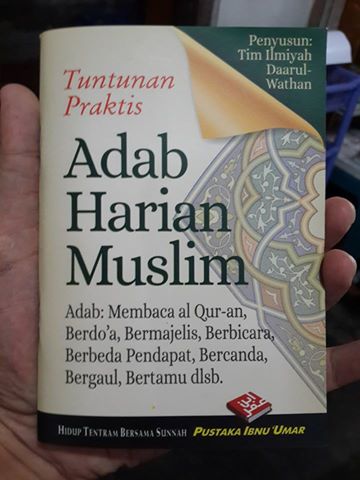 Penyusun:
Tim Ilmiyah
Daarul-
Wathan
Tuntunan
Praktis
Adab
Harian
Muslim
Adab: Membaca al Qur-an,
Berdo’a, Bermajelis, Berbicara,
Berbeda Pendapat, Bercanda,
Bergaul, Bertamu dlsb.
HIDUP TENTRAM BERSAMA SUNNAH PUSTAKA IBNU ‘UMAR